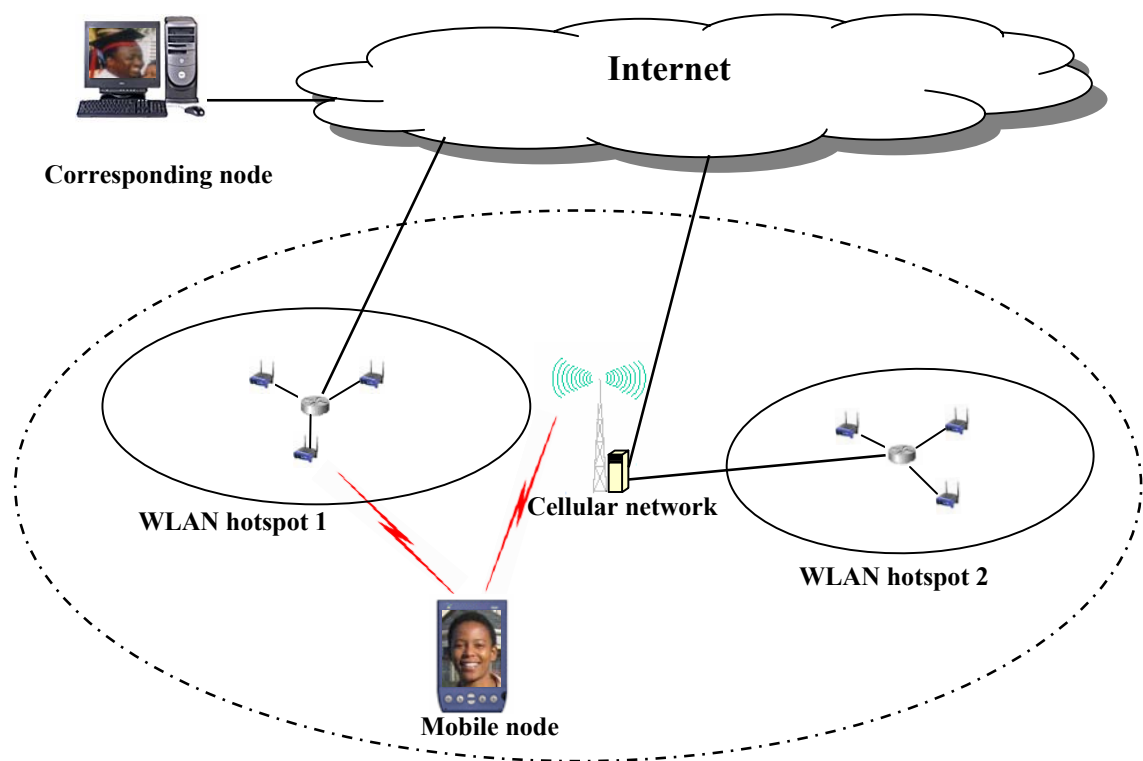 Internet
Corresponding node
WLAN hotspot 1
Cellular network
WLAN hotspot 2
Mobile node